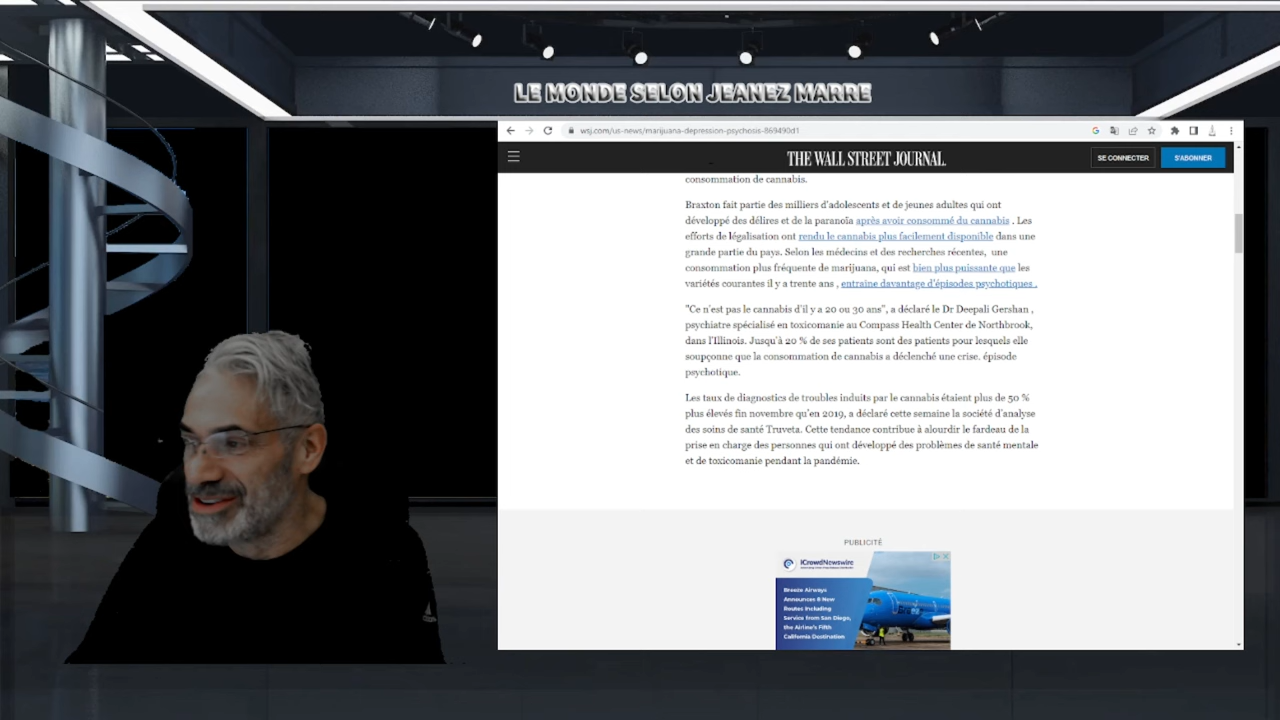 LE MONDE SELON JEANEZ MARRE
wsj.com/us-news/marijuana-depression-psychosis-869490d1
THE WALL STREET JOURNAL.
SE CONNECTER
S'ABONNER
consommation de cannabis.
Braxton fait partie des milliers d'adolescents et de jeunes adultes qui ont
développé des délires et de la paranoïa après avoir consommé du cannabis . Les
efforts de légalisation ont rendu le cannabis plus facilement disponible dans une
grande partie du pays. Selon les médecins et des recherches récentes, une
consommation plus fréquente de marijuana, qui est bien plus puissante que les
variétés courantes il y a trente ans , entraîne davantage d'épisodes psychotiques .
"Ce n'est pas le cannabis d'il y a 20 ou 30 ans", a déclaré le Dr Deepali Gershan ,
psychiatre spécialisé en toxicomanie au Compass Health Center de Northbrook,
dans l'Illinois. Jusqu'à 20 % de ses patients sont des patients pour lesquels elle
soupçonne que la consommation de cannabis a déclenché une crise. épisode
psychotique.
Les taux de diagnostics de troubles induits par le cannabis étaient plus de 50 %
plus élevés fin novembre qu'en 2019, a déclaré cette semaine la société d'analyse
des soins de santé Truveta. Cette tendance contribue à alourdir le fardeau de la
prise en charge des personnes qui ont développé des problèmes de santé mentale
et de toxicomanie pendant la pandémie.
PUBLICITÉ
iCrowdNewswire
Breeze Airways
Announces 8 New
Routes Including
Service from San Diego,
the Airline's Fifth
California Destination